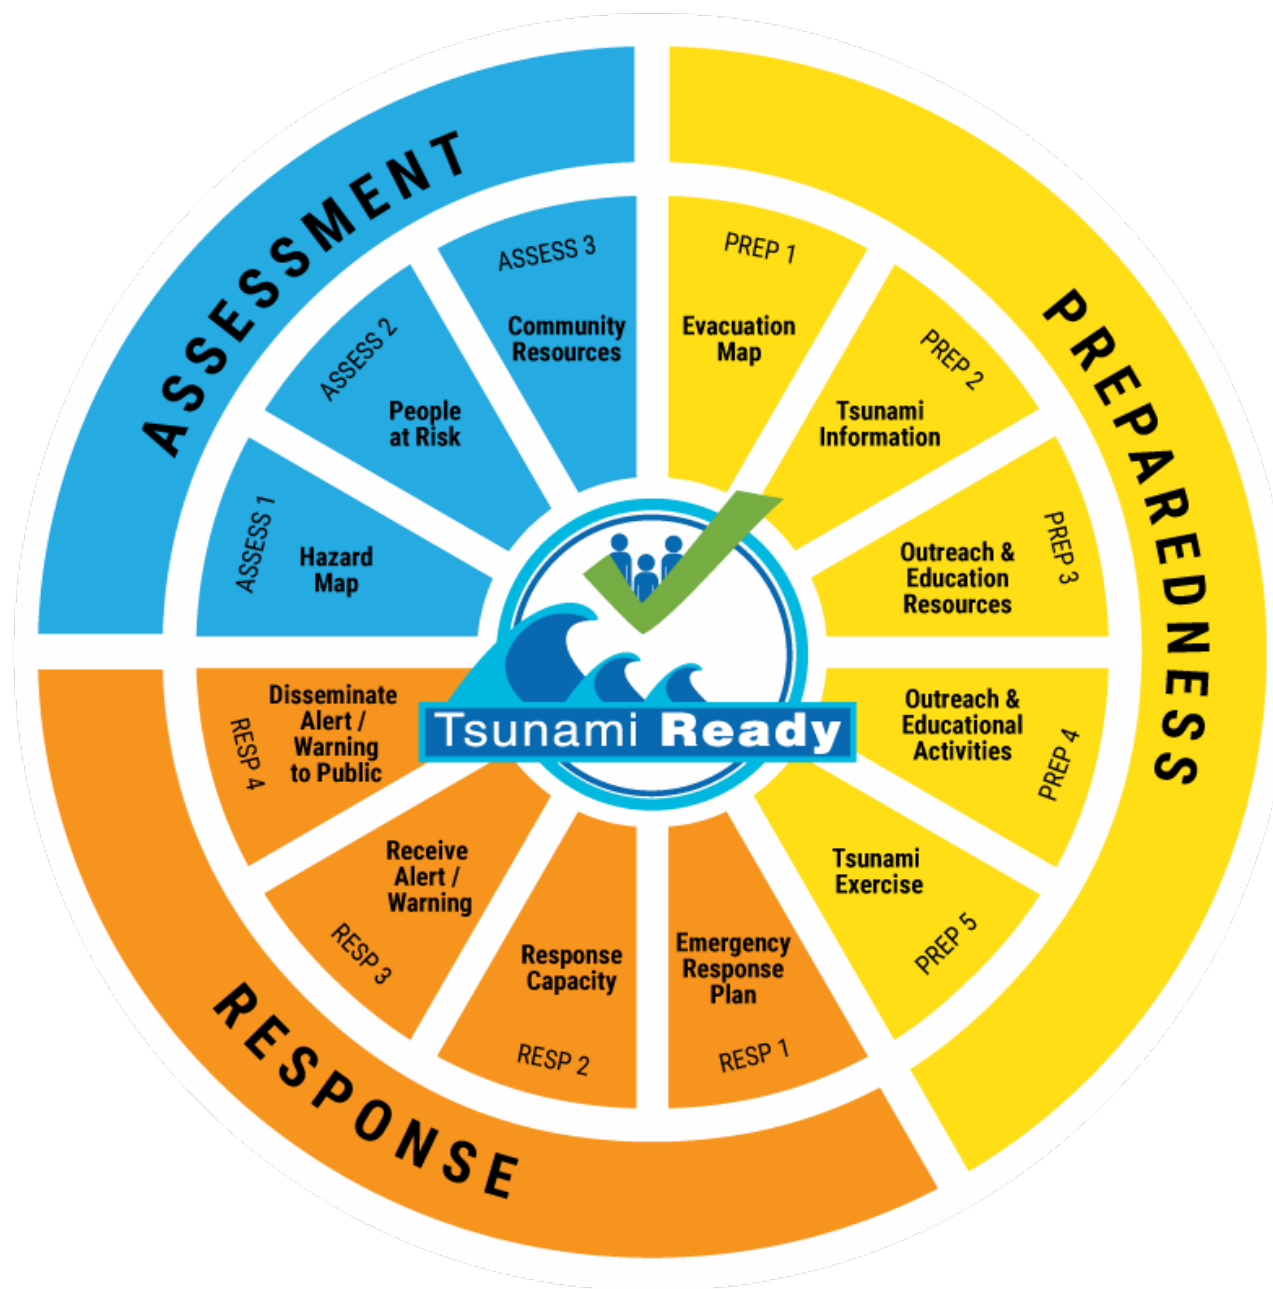 ASSESSMENT
ASSESS 1
Hazard
Map
ASSESS 2
People
at Risk
ASSESS 3
Community
Resources
PREPAREDNESS
PREP 1
Evacuation
Map
PREP 2
Tsunami
Information
PREP 3
Outreach &
Education
Resources
Outreach &
Educational
Activities
PREP 4
Tsunami
Exercise
PREP 5
RESPONSE
Emergency
Response
Plan
RESP 1
Response
Capacity
RESP 2
Receive
Alert /
Warning
RESP 3
Disseminate
Alert /
Warning
to Public
RESP 4
Tsunami Ready